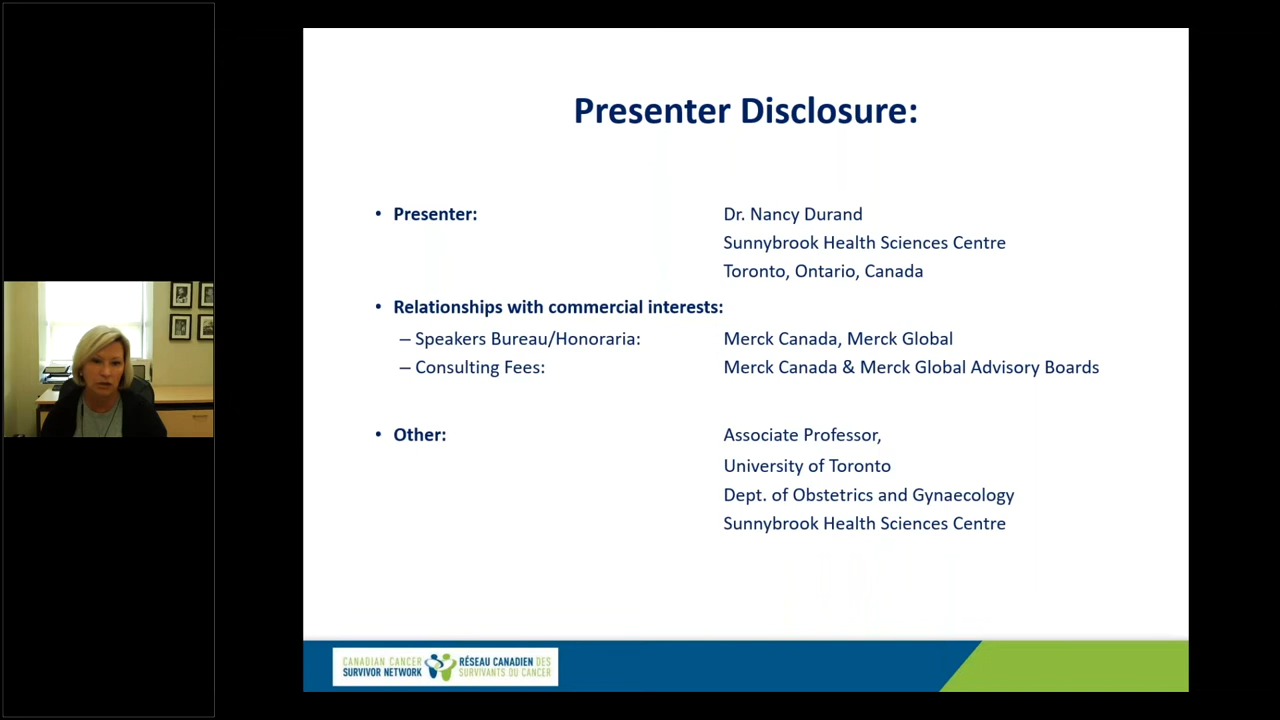 Presenter Disclosure:
• Presenter: Dr. Nancy Durand
Sunnybrook Health Sciences Centre
Toronto, Ontario, Canada
• Relationships with commercial interests:
– Speakers Bureau/Honoraria: Merck Canada, Merck Global
– Consulting Fees: Merck Canada & Merck Global Advisory Boards
• Other: Associate Professor,
University of Toronto
Dept. of Obstetrics and Gynaecology
Sunnybrook Health Sciences Centre
CANADIAN CANCER
SURVIVOR NETWORK
RÉSEAU CANADIEN DES
SURVIVANTS DU CANCER